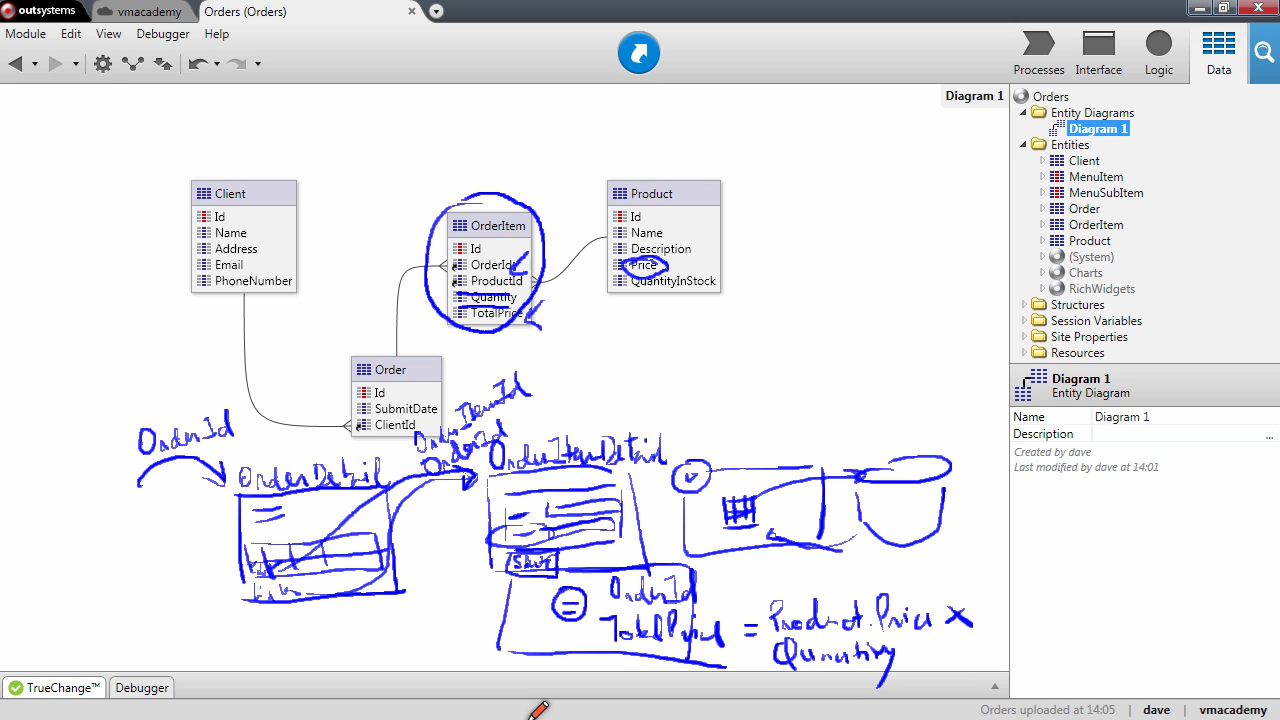 outsystems
vmacademy
Orders (Orders)
Module Edit View Debugger Help
Processes Interface Logic Data
Diagram 1
Client
Id
Name
Address
Email
PhoneNumber
OrderItem
Id
OrderId
ProductId
Quantity
TotalPrice
Product
Id
Name
Description
Price
QuantityInStock
Order
Id
SubmitDate
ClientId
OrderId
OrderDetail
OrderItemId
OrderId
OrderItemDetail
Save
= OrderId
TotalPrice = Product.Price x
Quantity
Orders
Entity Diagrams
Diagram 1
Entities
Client
MenuItem
MenuSubItem
Order
OrderItem
Product
(System)
Charts
RichWidgets
Structures
Session Variables
Site Properties
Resources
Diagram 1
Entity Diagram
Name Diagram 1
Description ...
Created by dave
Last modified by dave at 14:01
TrueChange™ Debugger
Orders uploaded at 14:05 dave vmacademy